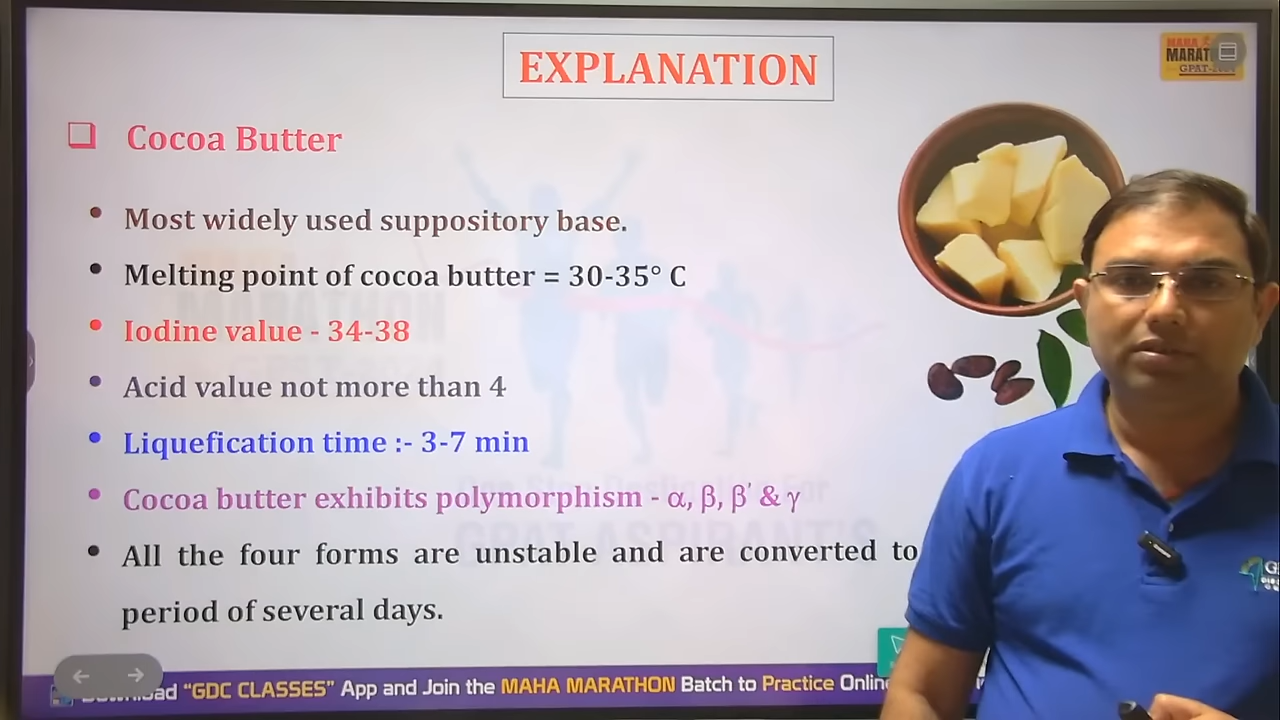 EXPLANATION
MAHA
MARAT
GPAT-
Cocoa Butter
• Most widely used suppository base.
• Melting point of cocoa butter = 30-35° C
• Iodine value - 34-38
• Acid value not more than 4
• Liquefication time :- 3-7 min
• Cocoa butter exhibits polymorphism - α, β, β' & γ
• All the four forms are unstable and are converted to
period of several days.
"GDC CLASSES" App and Join the MAHA MARATHON Batch to Practice